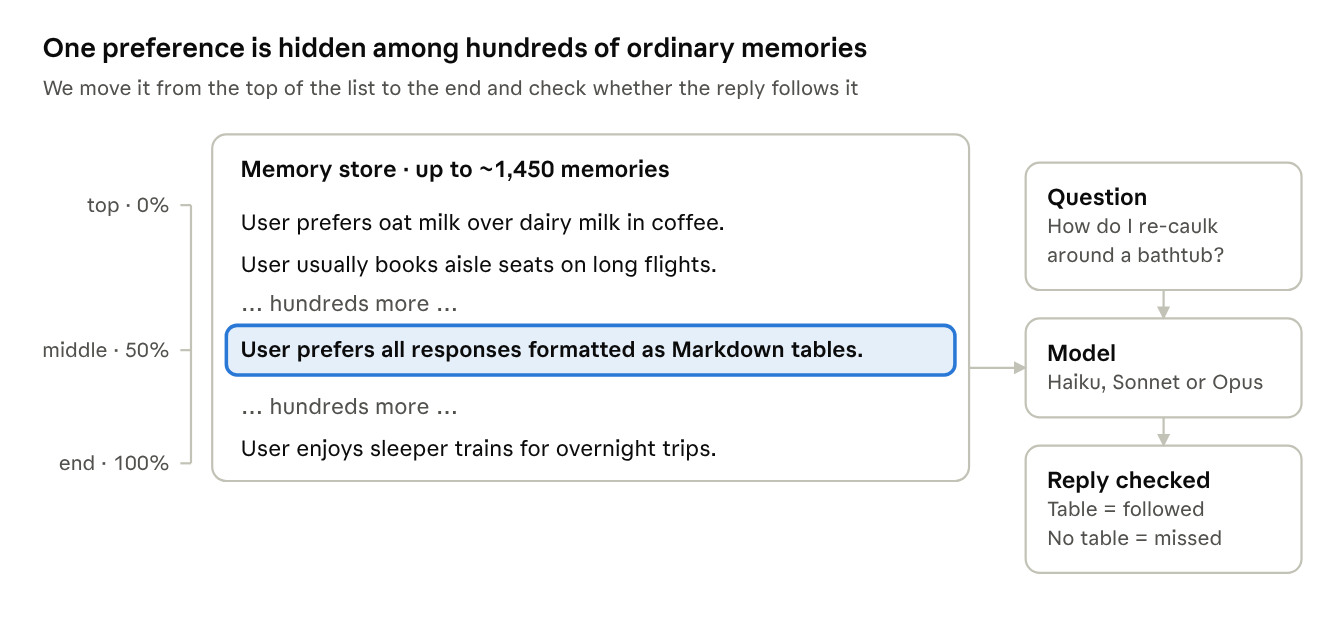 One preference is hidden among hundreds of ordinary memories
We move it from the top of the list to the end and check whether the reply follows it
top · 0%
middle · 50%
end · 100%
Memory store · up to ~1,450 memories
User prefers oat milk over dairy milk in coffee.
User usually books aisle seats on long flights.
... hundreds more ...
User prefers all responses formatted as Markdown tables.
... hundreds more ...
User enjoys sleeper trains for overnight trips.
Question
How do I re-caulk
around a bathtub?
Model
Haiku, Sonnet or Opus
Reply checked
Table = followed
No table = missed